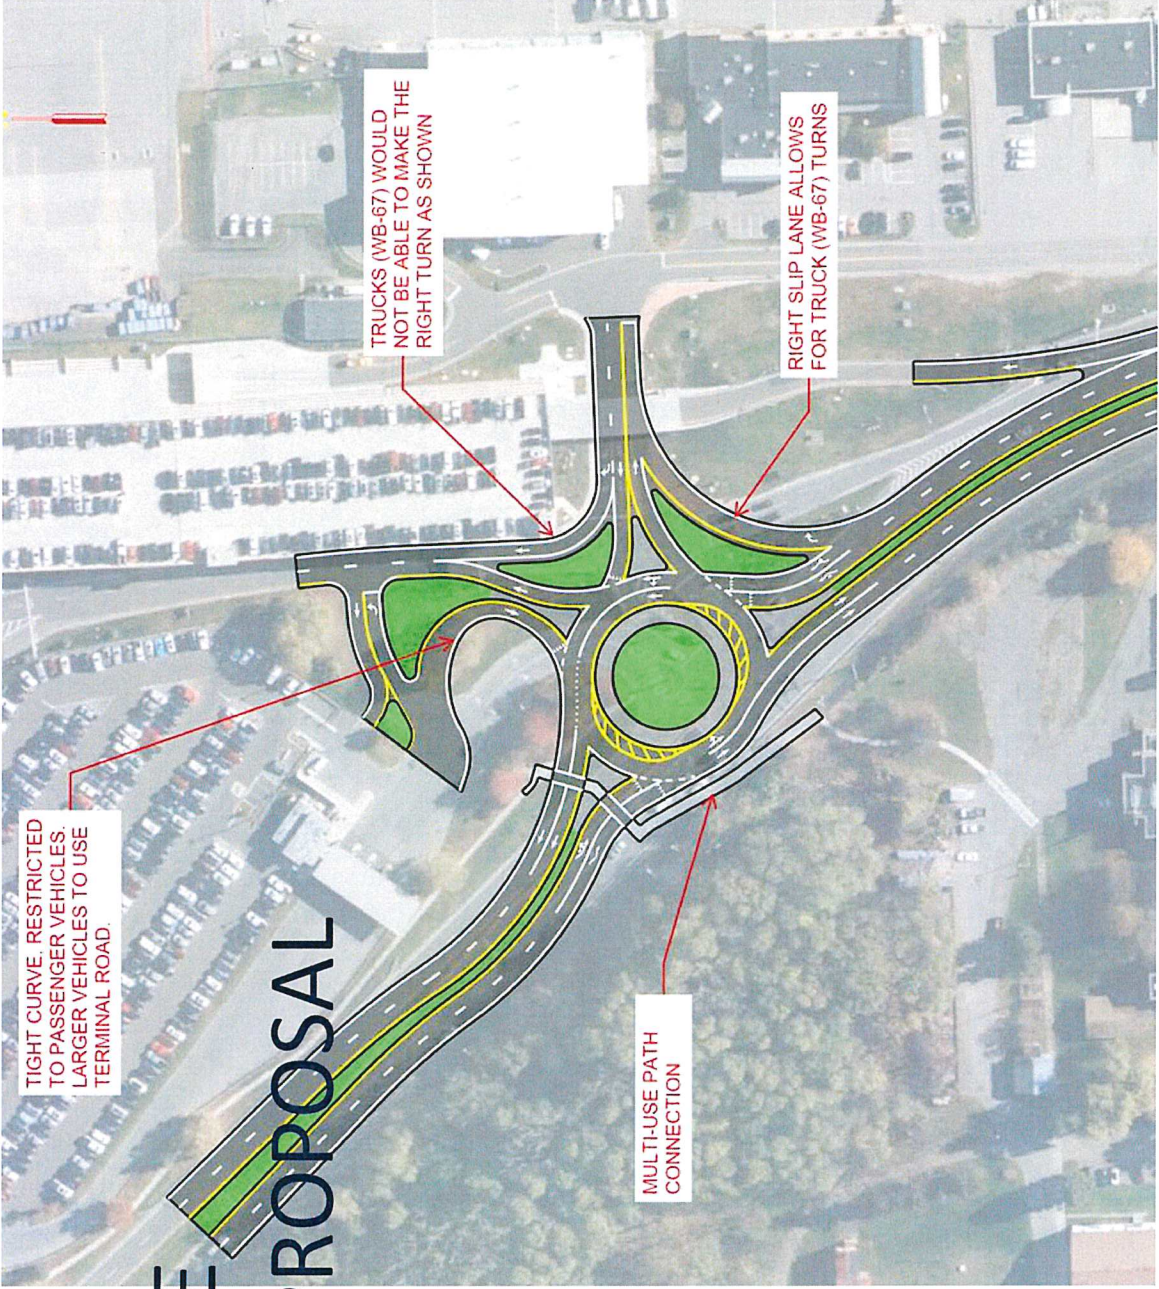 TRUCKS (WB-67) WOULD
NOT BE ABLE TO MAKE THE
RIGHT TURN AS SHOWN
RIGHT SLIP LANE ALLOWS
FOR TRUCK (WB-67) TURNS
TIGHT CURVE, RESTRICTED
TO PASSENGER VEHICLES.
LARGER VEHICLES TO USE
TERMINAL ROAD.
MULTI-USE PATH
CONNECTION
E
ROPOSAL